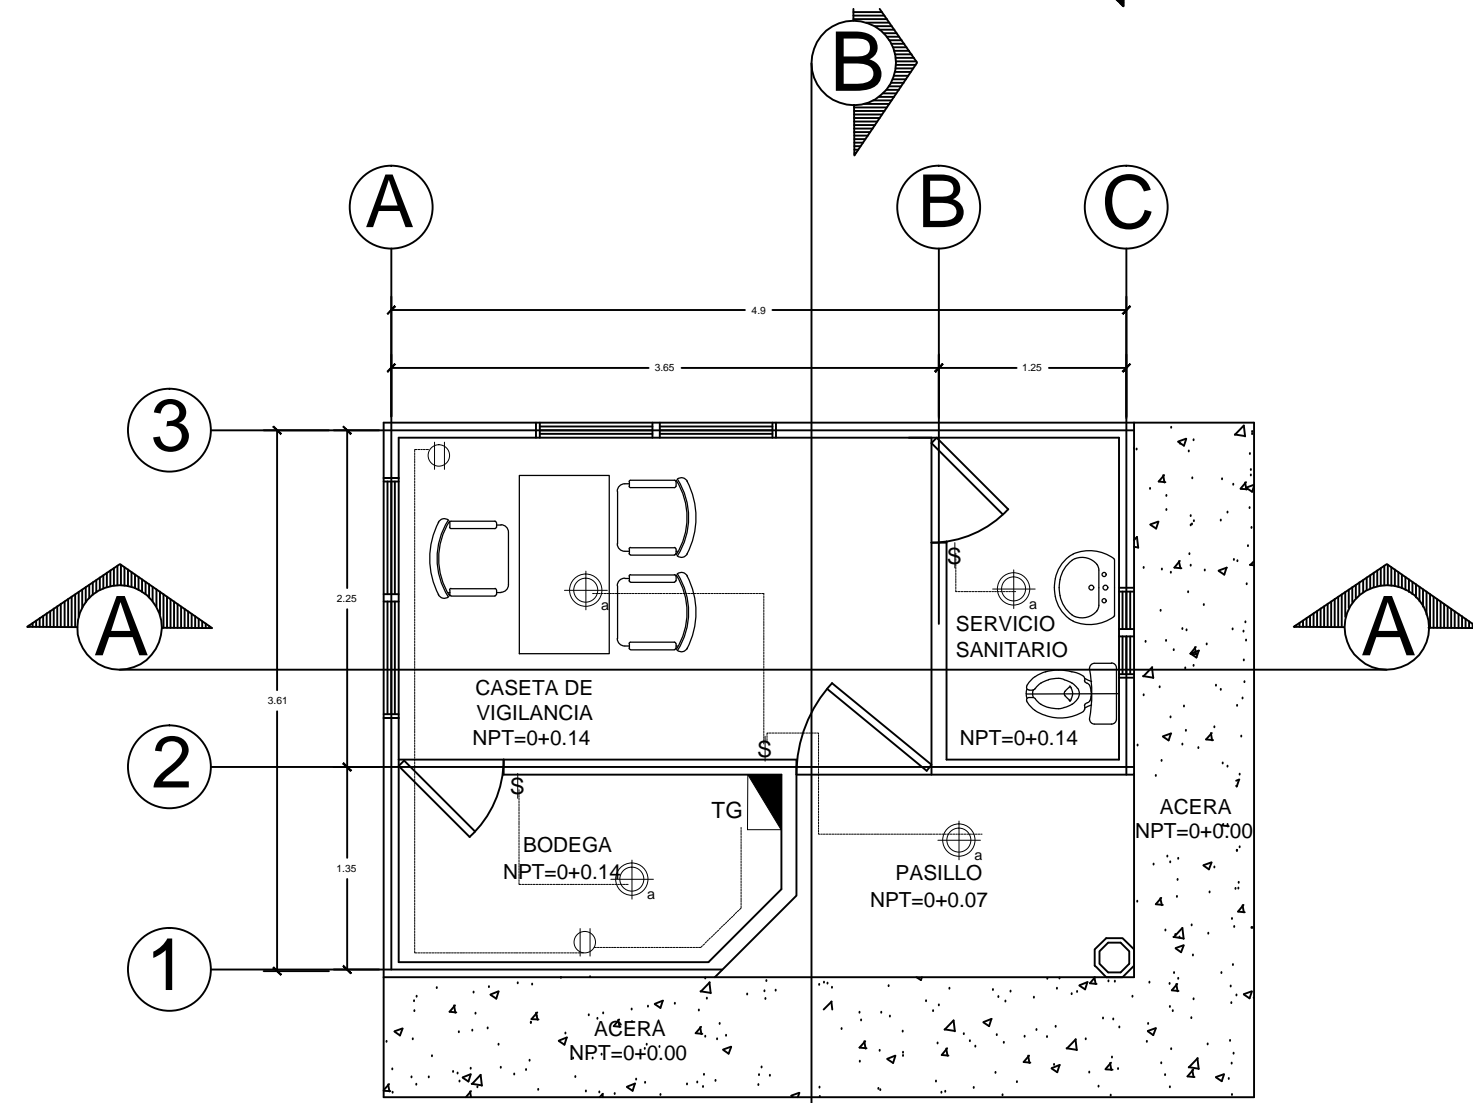 B
A
B
C
4.9
3.65
1.25
3
2.25
3.61
A
A
2
1.35
1
a
S
a
SERVICIO
SANITARIO
NPT=0+0.14
CASETA DE
VIGILANCIA
NPT=0+0.14
S
S
TG
BODEGA
NPT=0+0.14
a
a
PASILLO
NPT=0+0.07
ACERA
NPT=0+0.00
ACERA
NPT=0+0.00